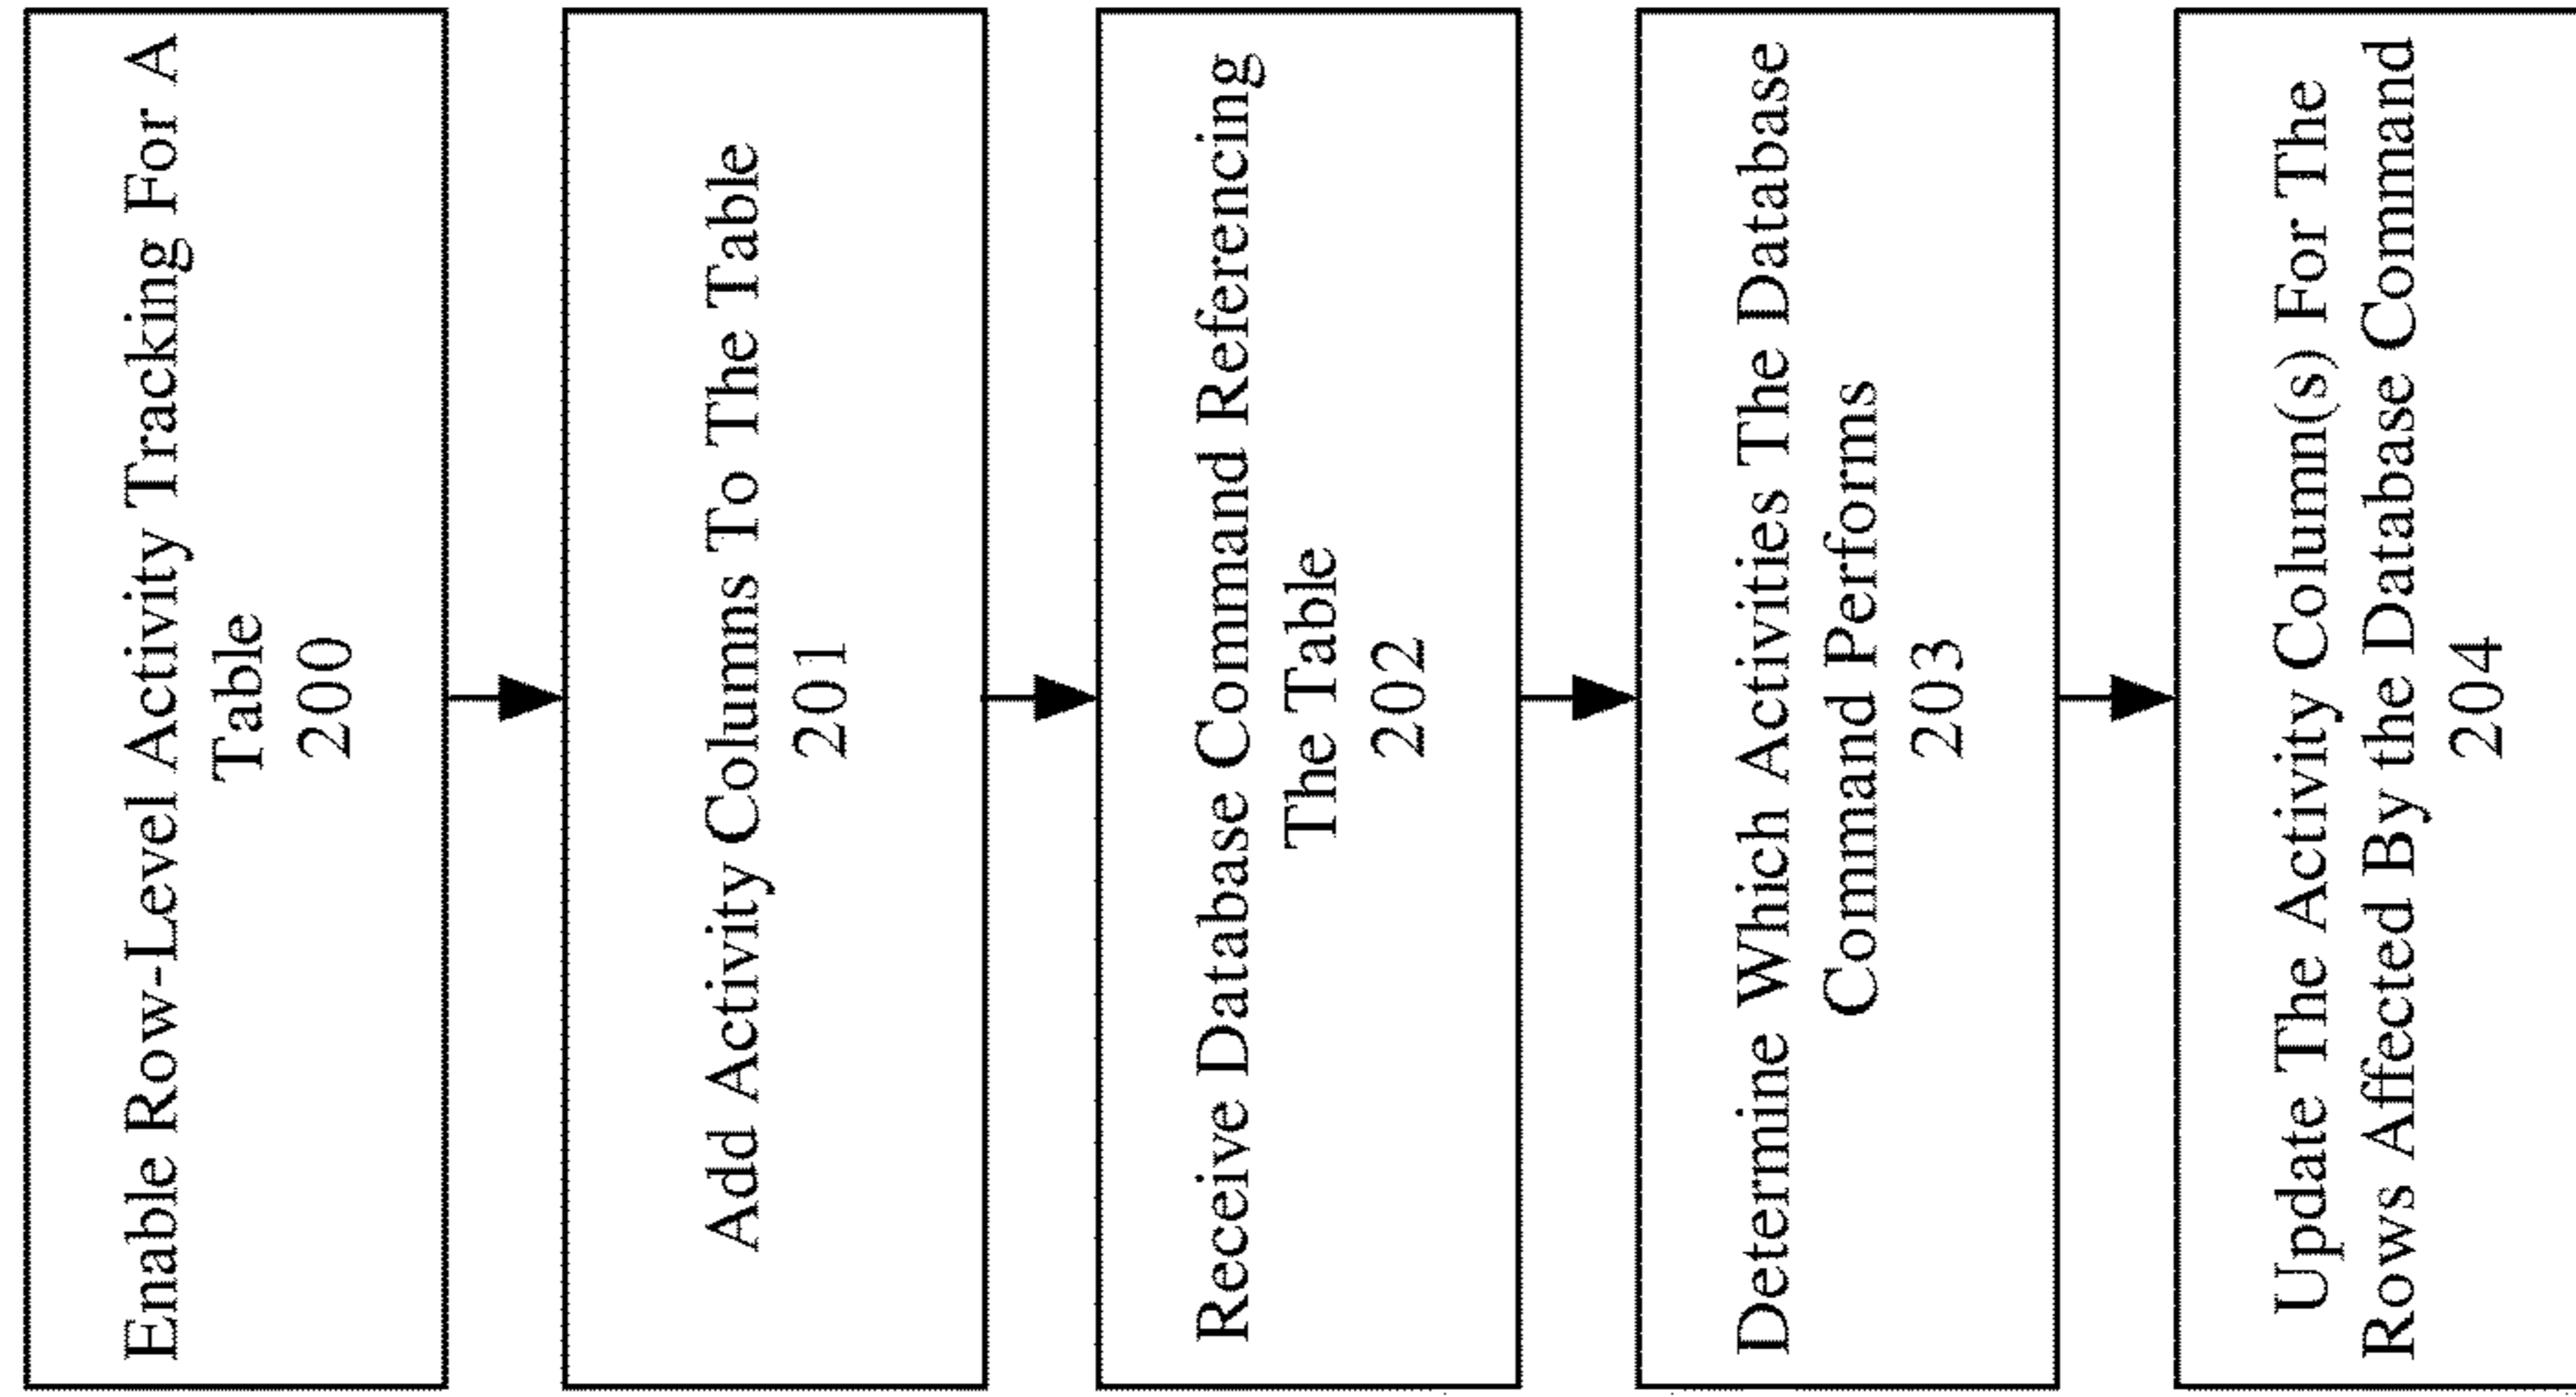 Enable Row-Level Activity Tracking For A
Table
200
Add Activity Columns To The Table
201
Receive Database Command Referencing
The Table
202
Determine Which Activities The Database
Command Performs
203
Update The Activity Column(s) For The
Rows Affected By the Database Command
204